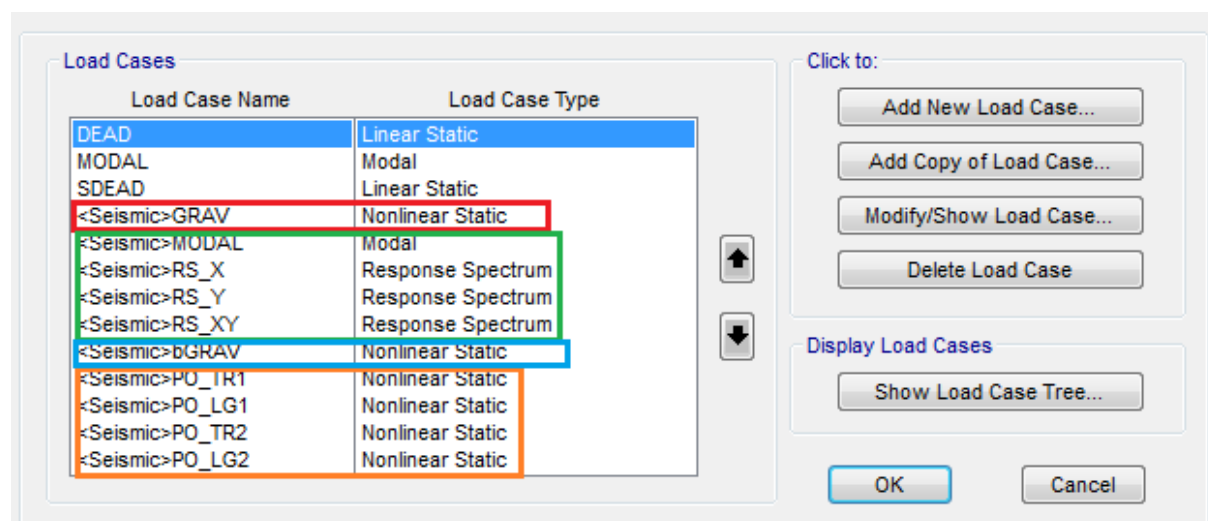 Load Cases
Load Case Name Load Case Type
DEAD Linear Static
MODAL Modal
SDEAD Linear Static
<Seismic>GRAV Nonlinear Static
<Seismic>MODAL Modal
<Seismic>RS_X Response Spectrum
<Seismic>RS_Y Response Spectrum
<Seismic>RS_XY Response Spectrum
<Seismic>bGRAV Nonlinear Static
<Seismic>PO_TR1 Nonlinear Static
<Seismic>PO_LG1 Nonlinear Static
<Seismic>PO_TR2 Nonlinear Static
<Seismic>PO_LG2 Nonlinear Static
Click to:
Add New Load Case...
Add Copy of Load Case...
Modify/Show Load Case...
Delete Load Case
Display Load Cases
Show Load Case Tree...
OK Cancel